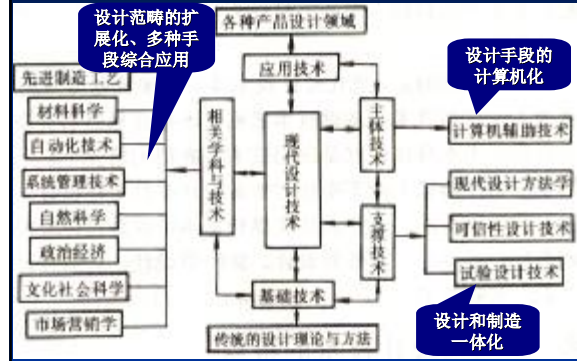 设计范畴的扩
展化、多种手
段综合应用
各种产品设计领域
设计手段的
计算机化
应用技术
先进制造工艺
材料科学
自动化技术
系统管理技术
自然科学
政治经济
文化社会科学
市场营销学
相关学科与技术
现代设计技术
主体技术
支撑技术
计算机辅助技术
现代设计方法学
可信性设计技术
试验设计技术
基础技术
传统的设计理论与方法
设计和制造
一体化